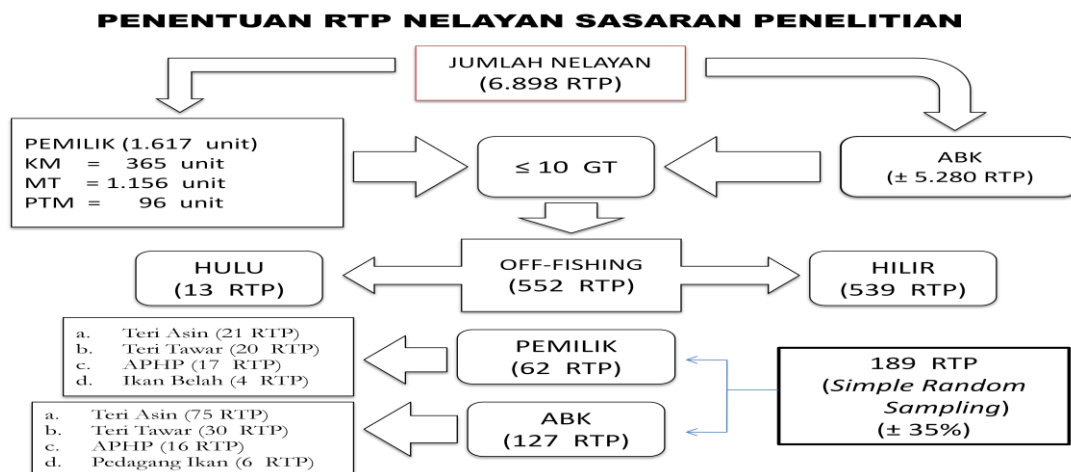 PENENTUAN RTP NELAYAN SASARAN PENELITIAN
JUMLAH NELAYAN
(6.898 RTP)
PEMILIK (1.617 unit)
KM = 365 unit
MT = 1.156 unit
PTM = 96 unit
≤ 10 GT
ABK
(± 5.280 RTP)
HULU
(13 RTP)
OFF-FISHING
(552 RTP)
HILIR
(539 RTP)
a. Teri Asin (21 RTP)
b. Teri Tawar (20 RTP)
c. APHP (17 RTP)
d. Ikan Belah (4 RTP)
PEMILIK
(62 RTP)
189 RTP
(Simple Random
Sampling)
(± 35%)
a. Teri Asin (75 RTP)
b. Teri Tawar (30 RTP)
c. APHP (16 RTP)
d. Pedagang Ikan (6 RTP)
ABK
(127 RTP)